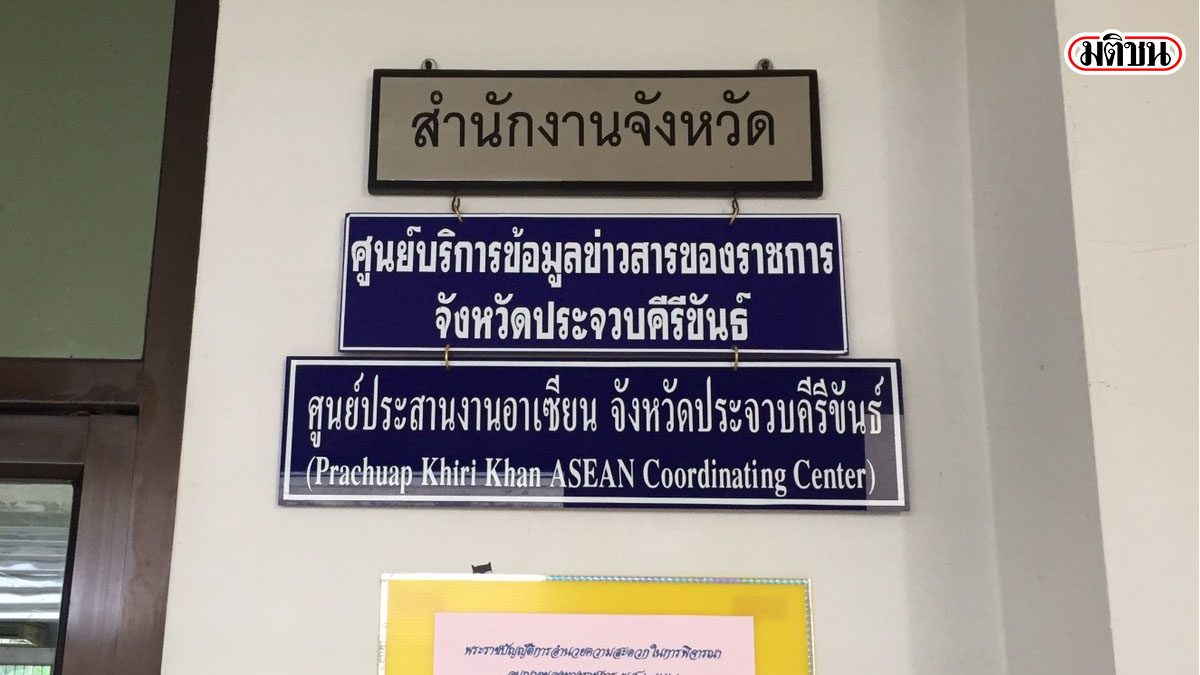 มติชน
สำนักงานจังหวัด
ศูนย์บริการข้อมูลข่าวสารของราชการ
จังหวัดประจวบคีรีขันธ์
ศูนย์ประสานงานอาเซียน จังหวัดประจวบคีรีขันธ์
(Prachuap Khiri Khan ASEAN Coordinating Center)
พระราชบัญญัติการอำนวยความสะดวกในการพิจารณา